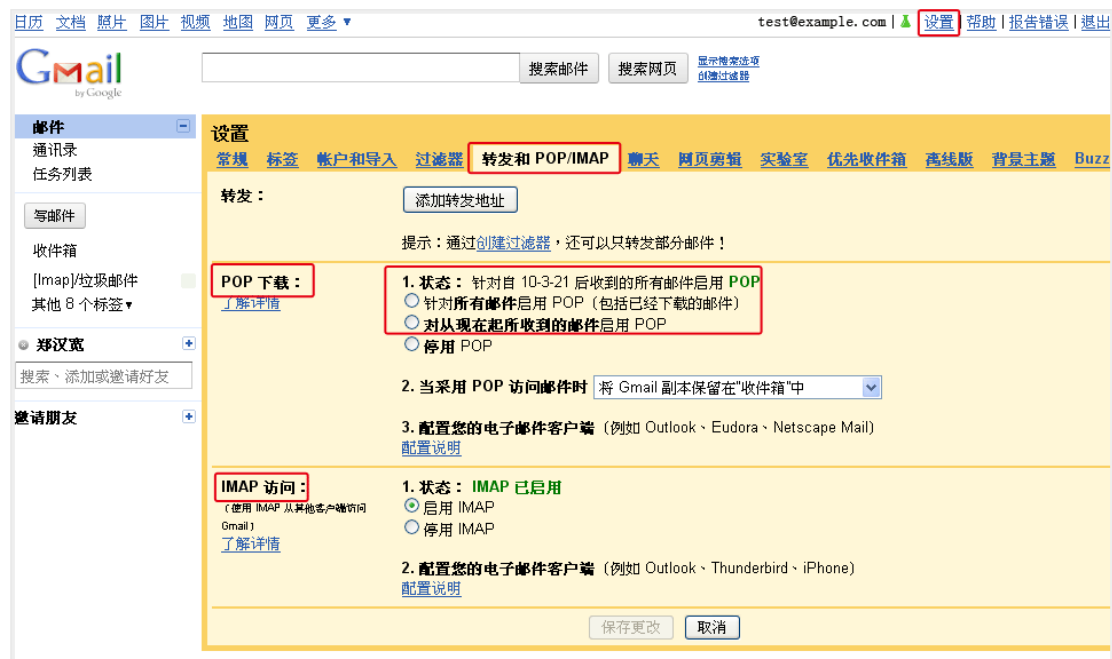 日历 文档 照片 图片 视频 地图 网页 更多 ▼ test@example.com | 设置 | 帮助 | 报告错误 | 退出
Gmail
by Google
搜索邮件 搜索网页 显示搜索选项
创建过滤器
邮件
通讯录
任务列表
写邮件
收件箱
[Imap]/垃圾邮件
其他 8 个标签▾
郑汉宽
搜索、添加或邀请好友
邀请朋友
设置
常规 标签 帐户和导入 过滤器 转发和 POP/IMAP 聊天 网页剪辑 实验室 优先收件箱 离线版 背景主题 Buzz
转发： 添加转发地址
提示：通过创建过滤器，还可以只转发部分邮件！
POP 下载： 1. 状态： 针对自 10-3-21 后收到的所有邮件启用 POP
了解详情 针对所有邮件启用 POP（包括已经下载的邮件）
对从现在起所收到的邮件启用 POP
停用 POP
2. 当采用 POP 访问邮件时 将 Gmail 副本保留在"收件箱"中
3. 配置您的电子邮件客户端（例如 Outlook、Eudora、Netscape Mail）
配置说明
IMAP 访问： 1. 状态： IMAP 已启用
（使用 IMAP 从其他客户端访问 启用 IMAP
Gmail） 停用 IMAP
了解详情
2. 配置您的电子邮件客户端（例如 Outlook、Thunderbird、iPhone）
配置说明
保存更改 取消